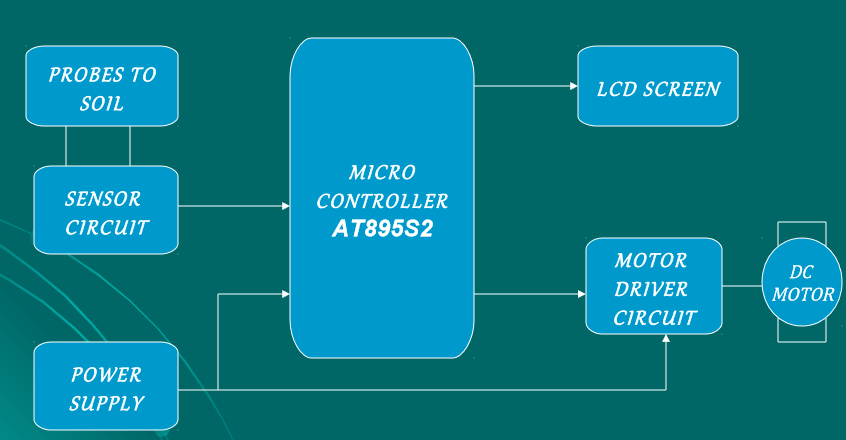 PROBES TO
SOIL
SENSOR
CIRCUIT
POWER
SUPPLY
MICRO
CONTROLLER
AT895S2
LCD SCREEN
MOTOR
DRIVER
CIRCUIT
DC
MOTOR